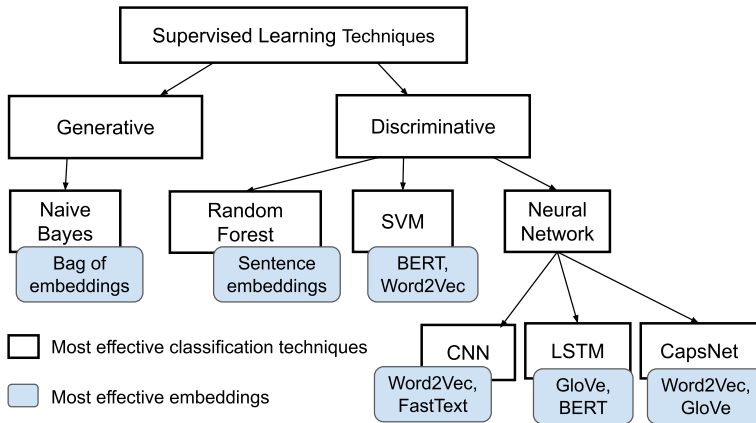 Supervised Learning Techniques
Generative
Discriminative
Naive
Bayes
Bag of
embeddings
Random
Forest
Sentence
embeddings
SVM
BERT,
Word2Vec
Neural
Network
Most effective classification techniques
Most effective embeddings
CNN
Word2Vec,
FastText
LSTM
GloVe,
BERT
CapsNet
Word2Vec,
GloVe